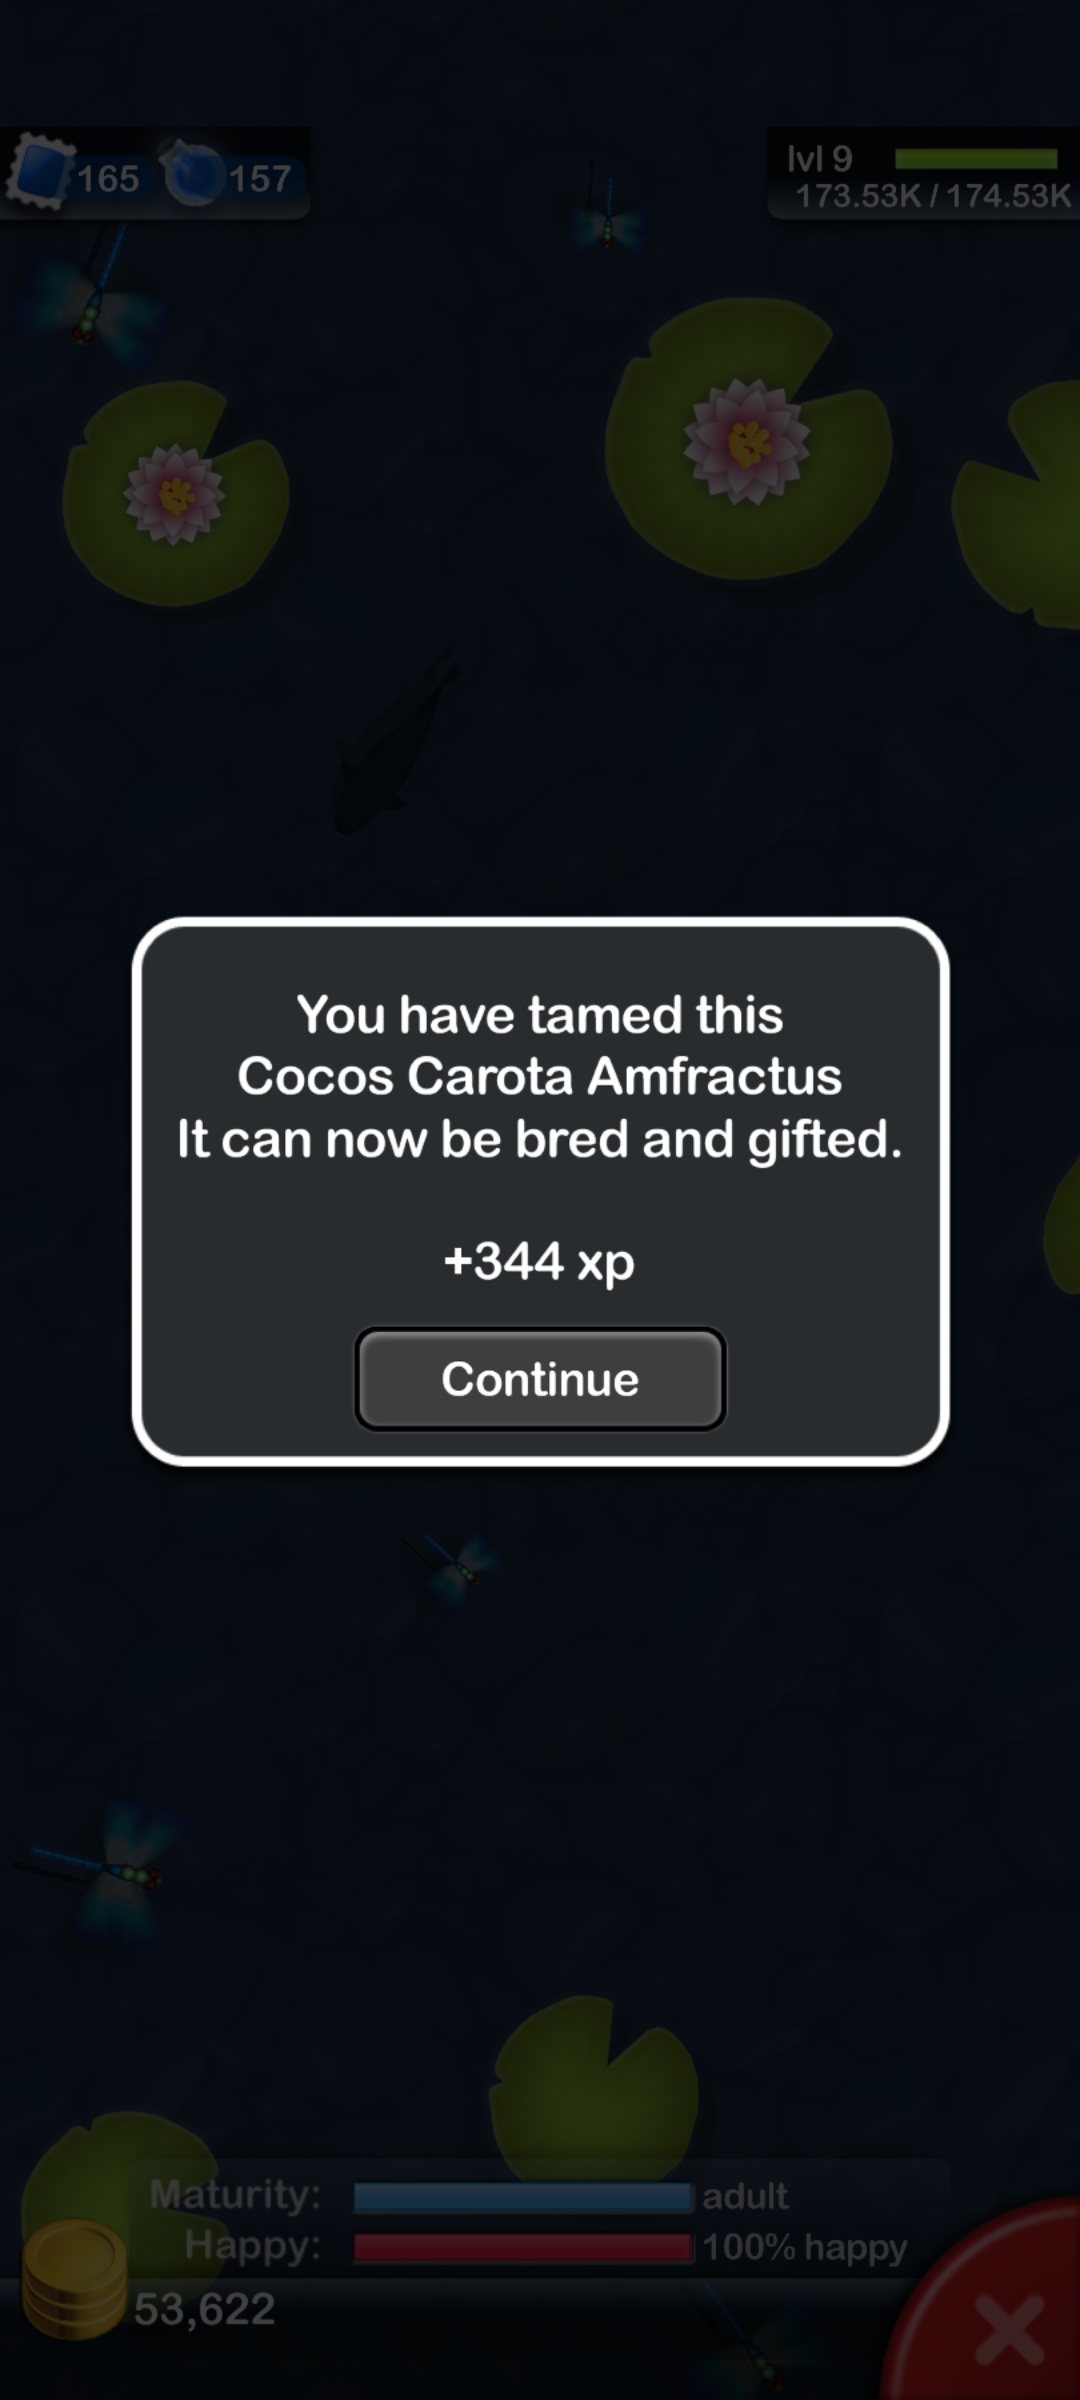 165 157
lvl 9
173.53K / 174.53K
You have tamed this
Cocos Carota Amfractus
It can now be bred and gifted.
+344 xp
Continue
Maturity: adult
Happy: 100% happy
53,622